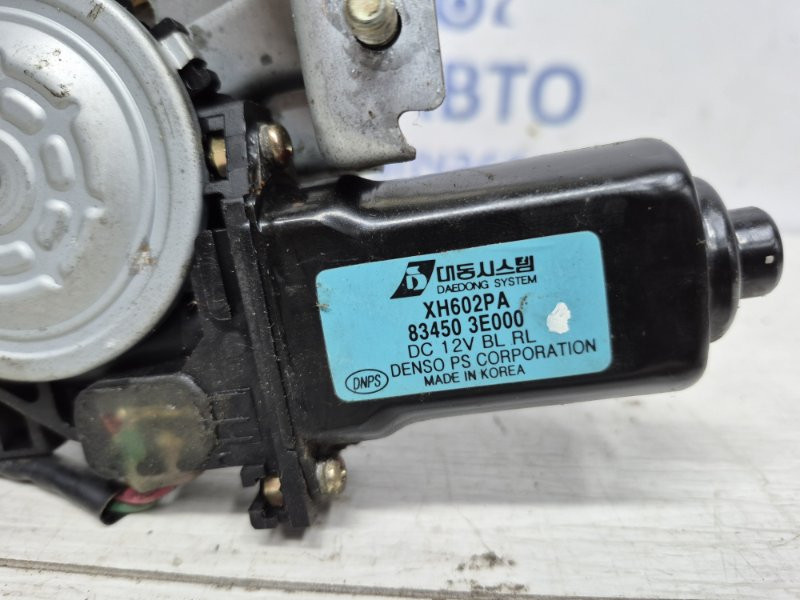 АВТО
대동시스템
DAEDONG SYSTEM
XH602PA
83450 3E000
DC 12V BL RL
DENSO PS CORPORATION
DNPS
MADE IN KOREA